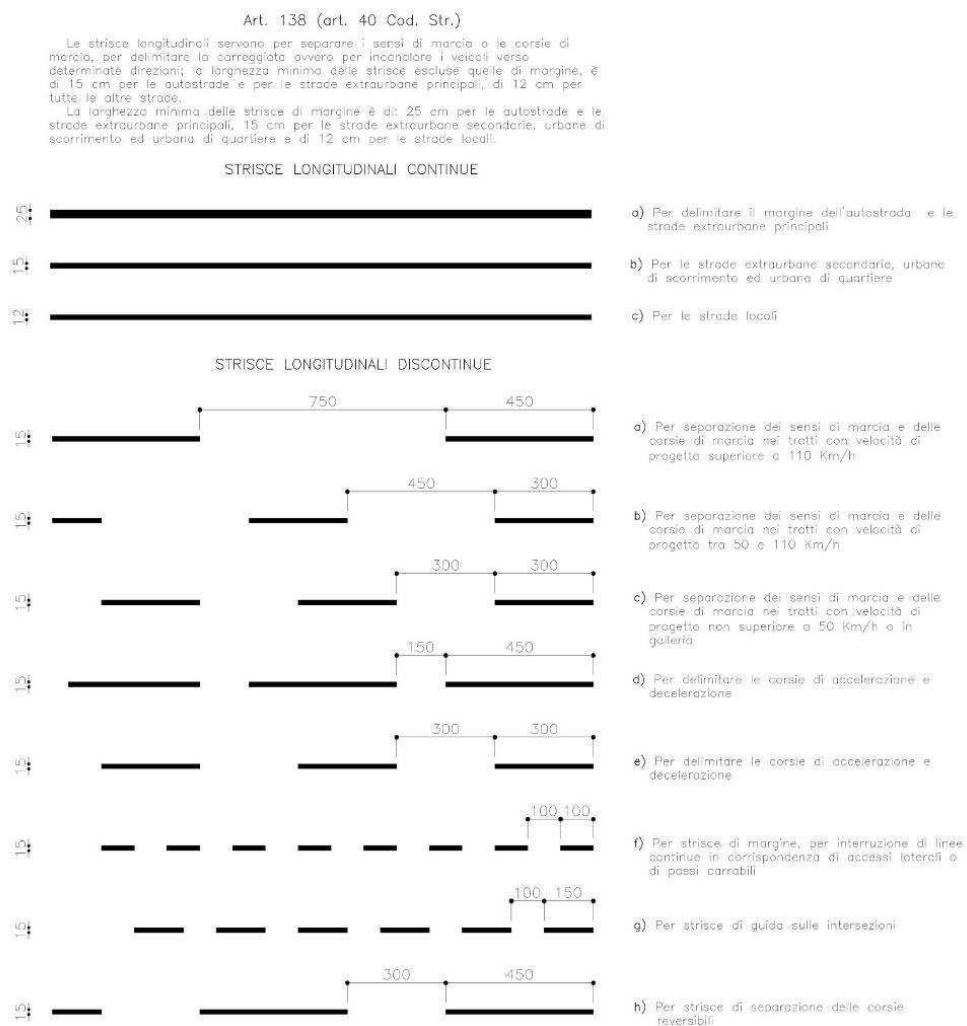 Art. 138 (art. 40 Cod. Str.)
Le strisce longitudinali servono per separare i sensi di marcia o le corsie di
marcia, per delimitare la carreggiata ovvero per incanalare i veicoli verso
determinate direzioni; a larghezza minima delle strisce escluse quelle di margine, è
di 15 cm per le autostrade e per le strade extraurbane principali, di 12 cm per
tutte le altre strade.
La larghezza minima delle strisce di margine è di: 25 cm per le autostrade e le
strade extraurbane principali, 15 cm per le strade extraurbane secondarie, urbane di
scorrimento ed urbana di quartiere e di 12 cm per le strade locali.
STRISCE LONGITUDINALI CONTINUE
25
a) Per delimitare il margine dell'autostrada e le
strade extraurbane principali
15
b) Per le strade extraurbane secondarie, urbane
di scorrimento ed urbana di quartiere
12
c) Per le strade locali
STRISCE LONGITUDINALI DISCONTINUE
750 450
15
a) Per separazione dei sensi di marcia e delle
corsie di marcia nei tratti con velocità di
progetto superiore a 110 Km/h
450 300
15
b) Per separazione dei sensi di marcia e delle
corsie di marcia nei tratti con velocità di
progetto tra 50 e 110 Km/h
300 300
15
c) Per separazione dei sensi di marcia e delle
corsie di marcia nei tratti con velocità di
progetto non superiore a 50 Km/h o in
galleria
150 450
15
d) Per delimitare le corsie di accelerazione e
decelerazione
300 300
15
e) Per delimitare le corsie di accelerazione e
decelerazione
100 100
15
f) Per strisce di margine, per interruzione di linee
continue in corrispondenza di accessi laterali o
di passi carrabili
100 150
15
g) Per strisce di guida sulle intersezioni
300 450
15
h) Per strisce di separazione delle corsie
reversibili